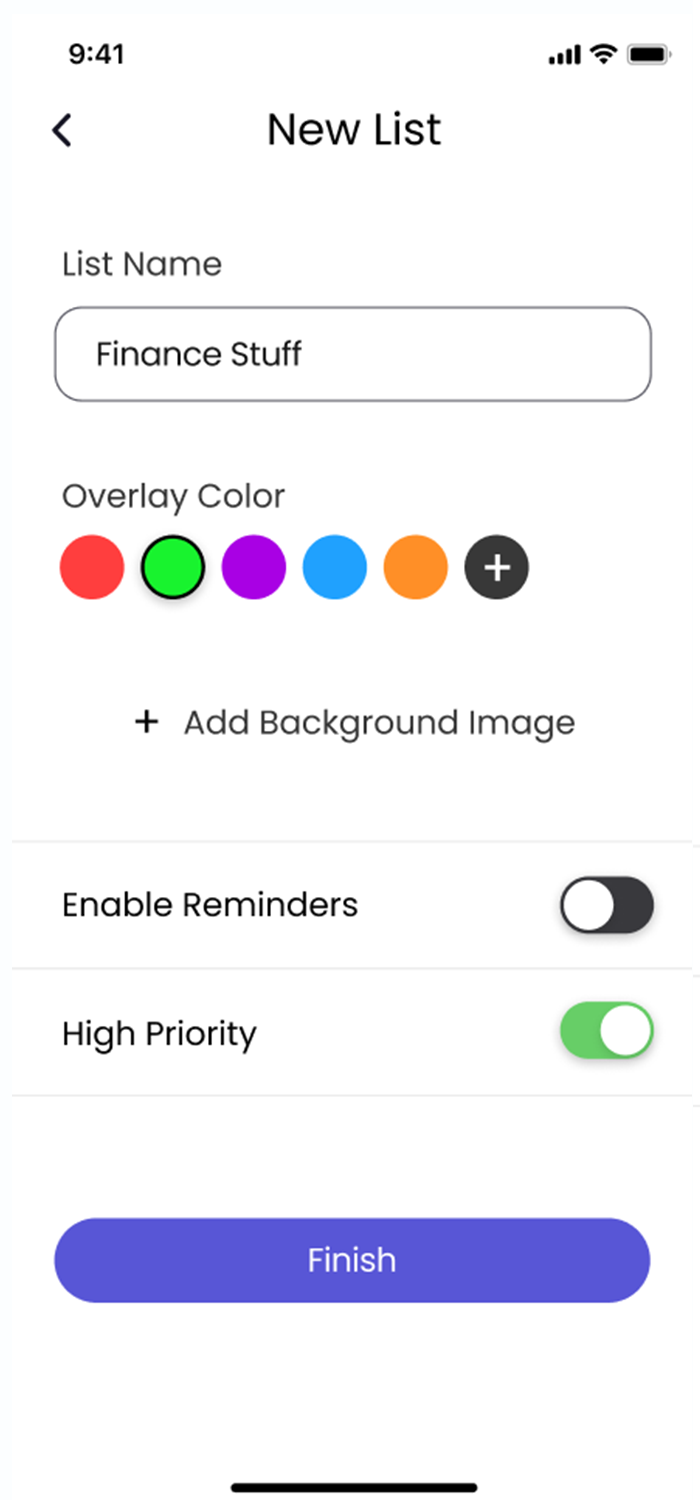 9:41
New List
List Name
Finance Stuff
Overlay Color
+
+ Add Background Image
Enable Reminders
High Priority
Finish